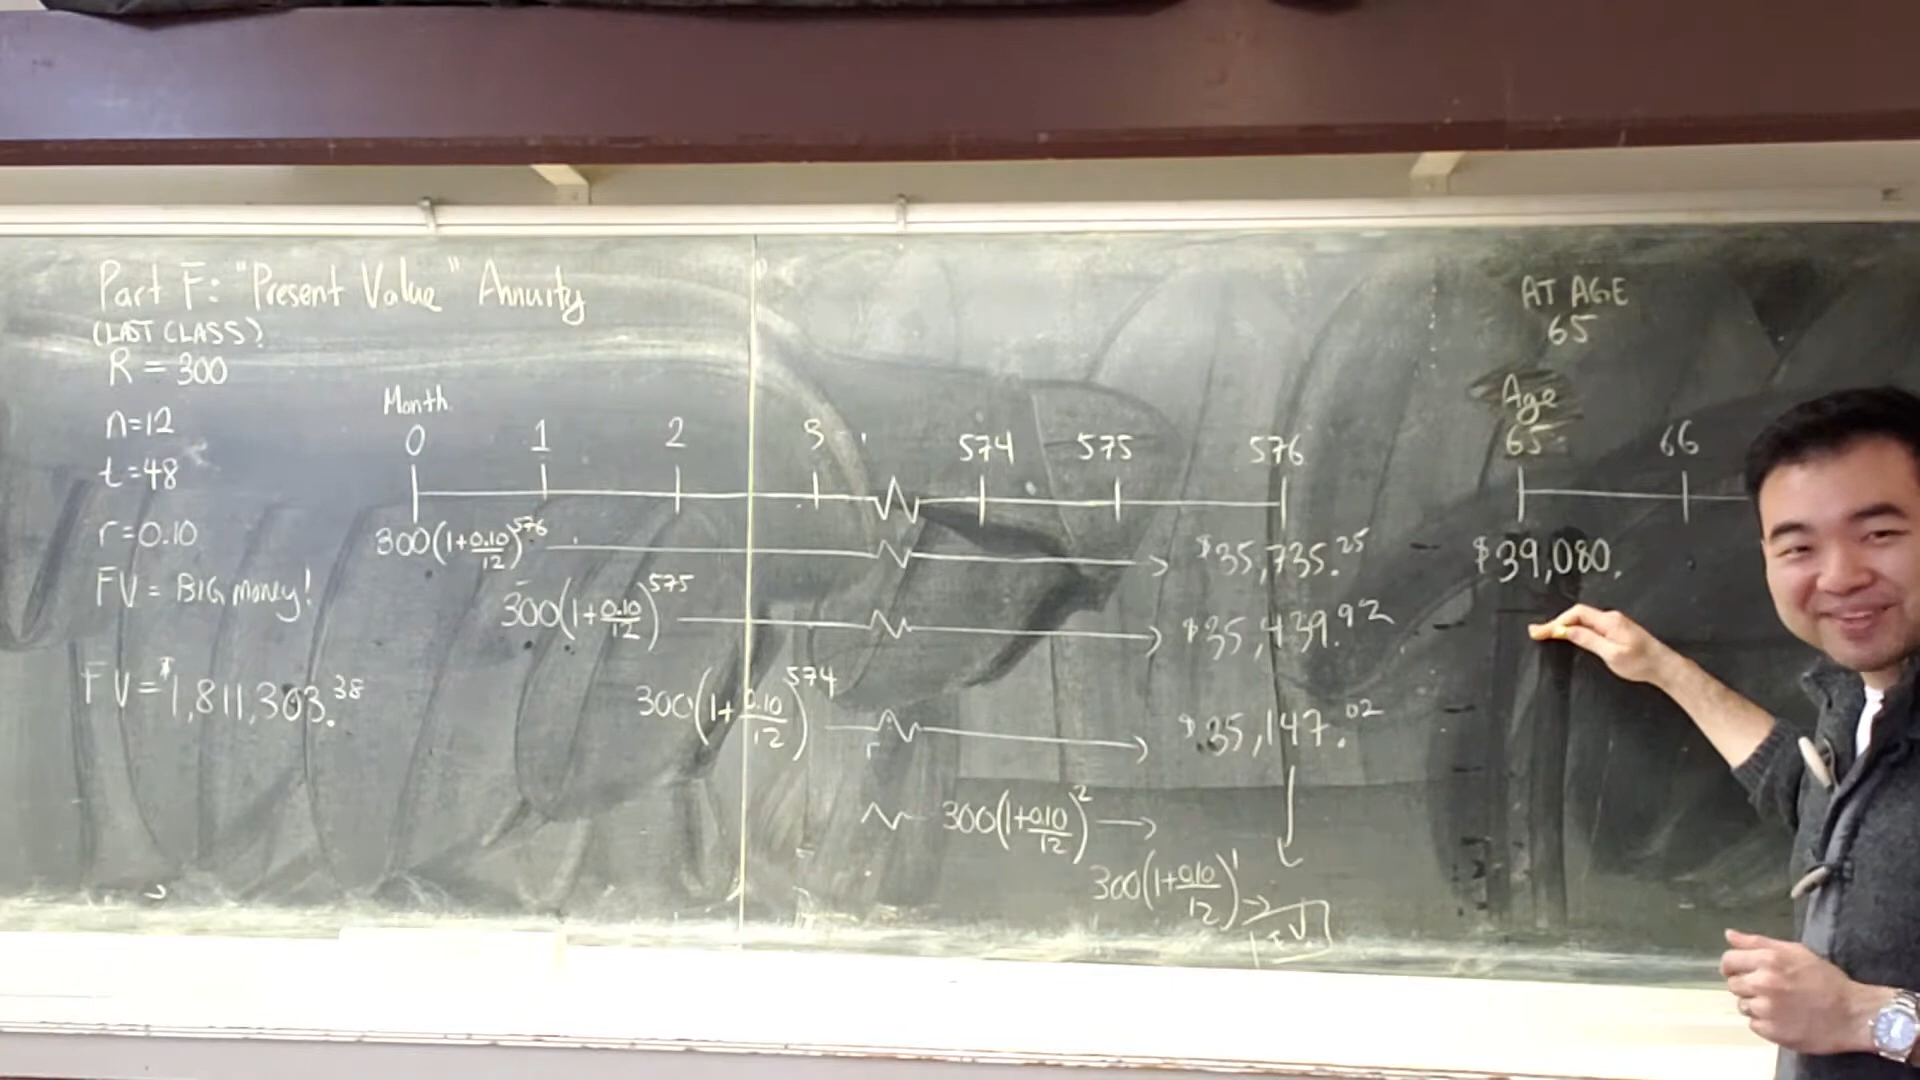 Part F: "Present Value" Annuity
(LAST CLASS)
R = 300
n=12
t=48
r=0.10
FV = BIG money!
FV = $1,811,303.38
Month
0 1 2 3 574 575 576
300(1+0.10/12)^576 $35,735.25
300(1+0.10/12)^575 $35,439.92
300(1+0.10/12)^574 $35,147.02
300(1+0.10/12)^2
300(1+0.10/12)^1
AT AGE
65
Age
65 66
$39,080.